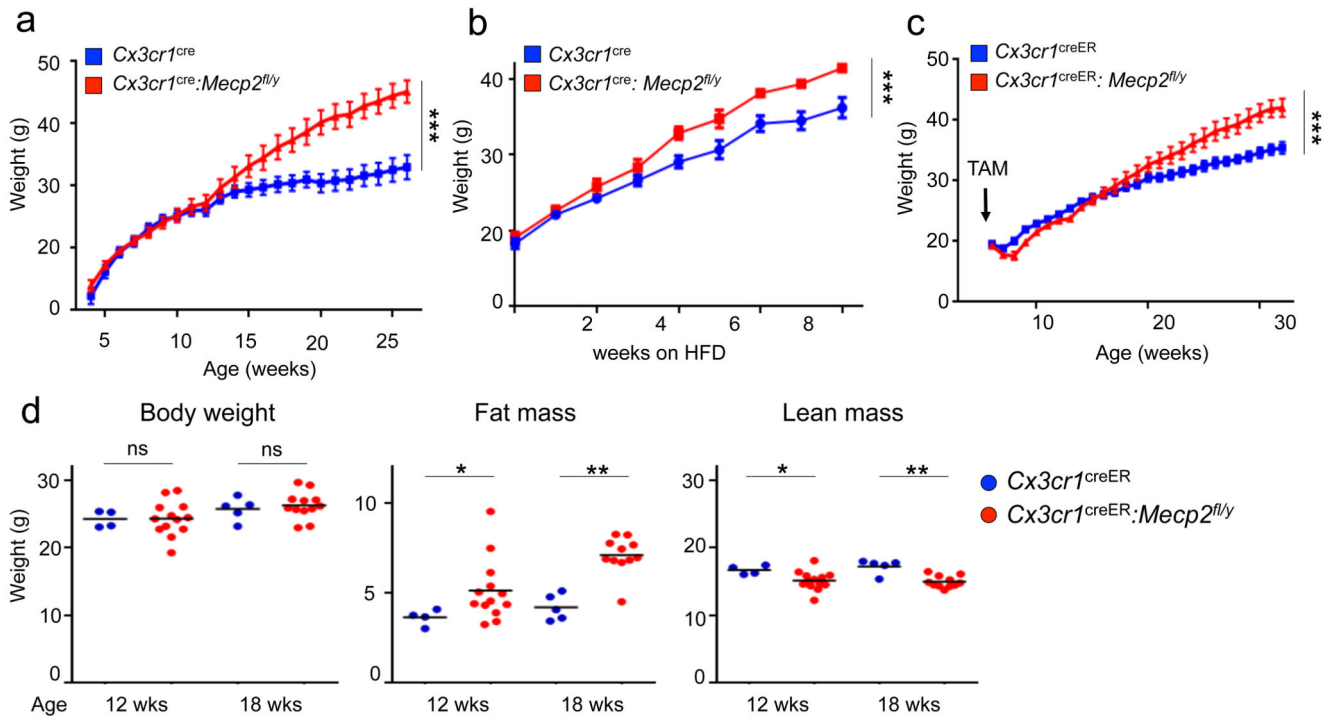 a
Cx3cr1cre
Cx3cr1cre:Mecp2fl/y
50
40
30
20
10
0
Weight (g)
***
5 10 15 20 25
Age (weeks)
b
Cx3cr1cre
Cx3cr1cre: Mecp2fl/y
40
30
20
0
Weight (g)
***
2 4 6 8
weeks on HFD
c
Cx3cr1creER
Cx3cr1creER: Mecp2fl/y
50
40
30
20
10
0
Weight (g)
TAM
***
10 20 30
Age (weeks)
d
Body weight
ns ns
30
20
10
0
Weight (g)
Age 12 wks 18 wks
Fat mass
* **
10
5
0
12 wks 18 wks
Lean mass
* **
30
20
10
0
12 wks 18 wks
Cx3cr1creER
Cx3cr1creER:Mecp2fl/y